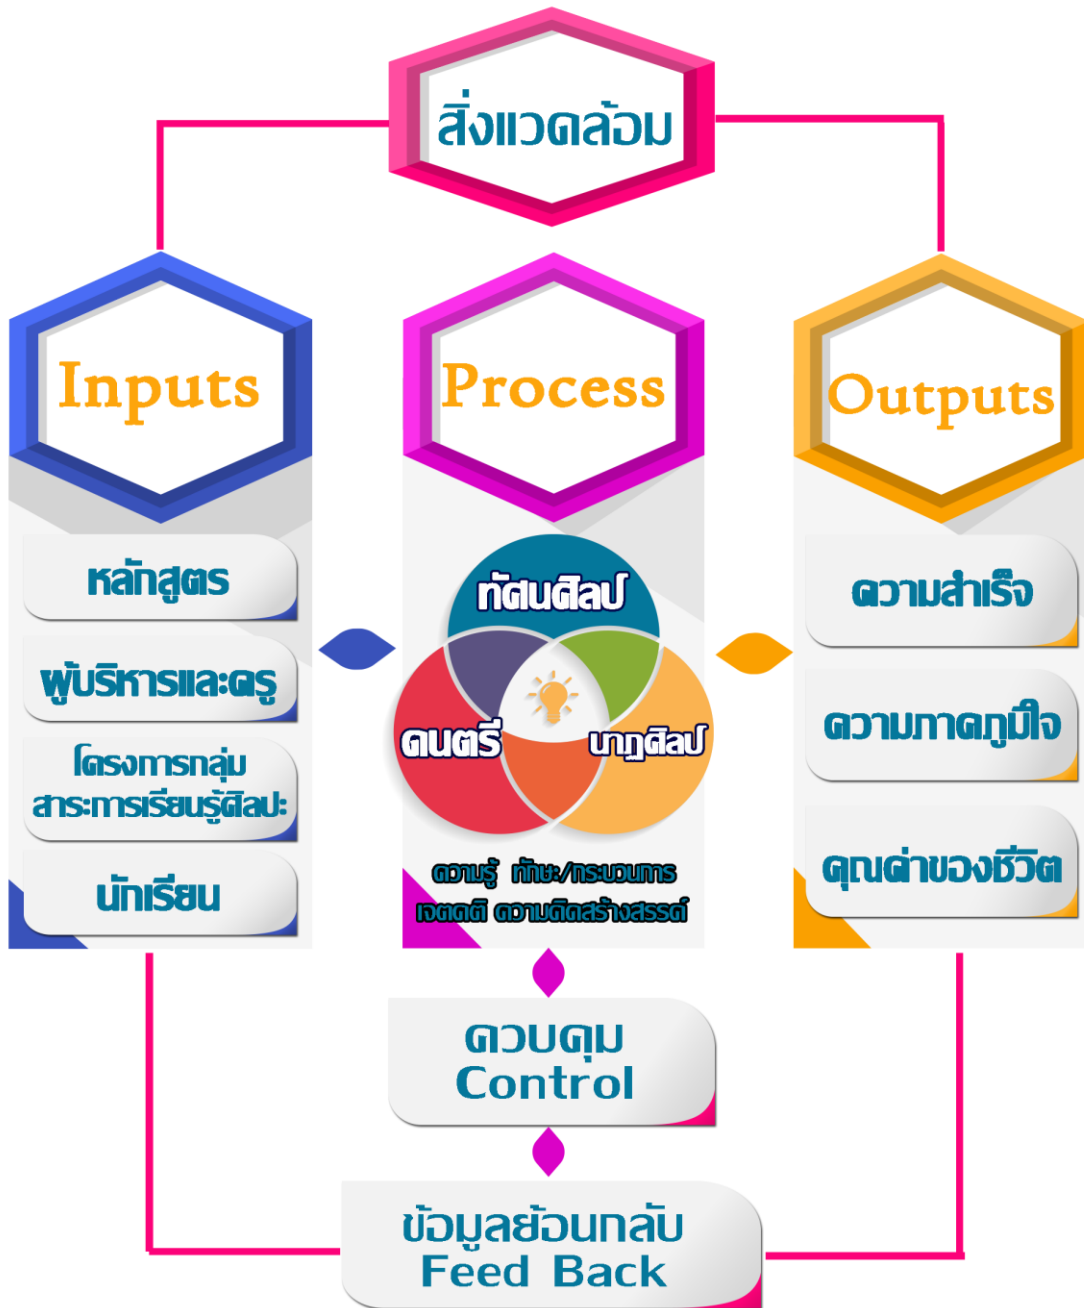 สิ่งแวดล้อม
Inputs
Process
Outputs
หลักสูตร
ผู้บริหารและครู
โครงการกลุ่ม
สาระการเรียนรู้ศิลปะ
นักเรียน
ทัศนศิลป์
ดนตรี
นาฏศิลป์
ความรู้ ทักษะ/กระบวนการ
เจตคติ ความคิดสร้างสรรค์
ความสำเร็จ
ความภาคภูมิใจ
คุณค่าของชีวิต
ควบคุม
Control
ข้อมูลย้อนกลับ
Feed Back